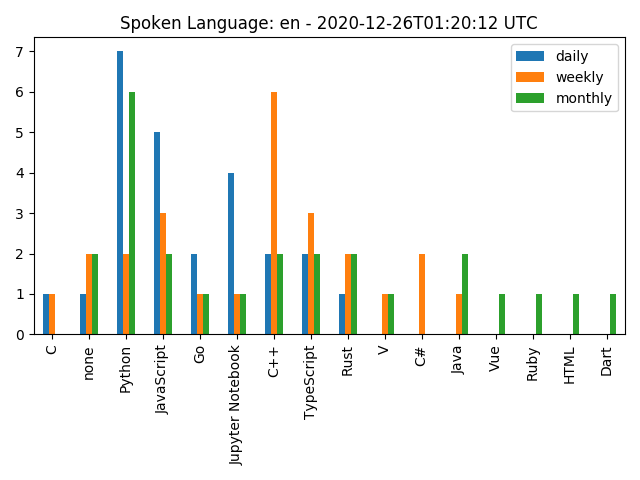 Spoken Language: en - 2020-12-26T01:20:12 UTC
daily
weekly
monthly
7
6
5
4
3
2
1
0
C
none
Python
JavaScript
Go
Jupyter Notebook
C++
TypeScript
Rust
V
C#
Java
Vue
Ruby
HTML
Dart